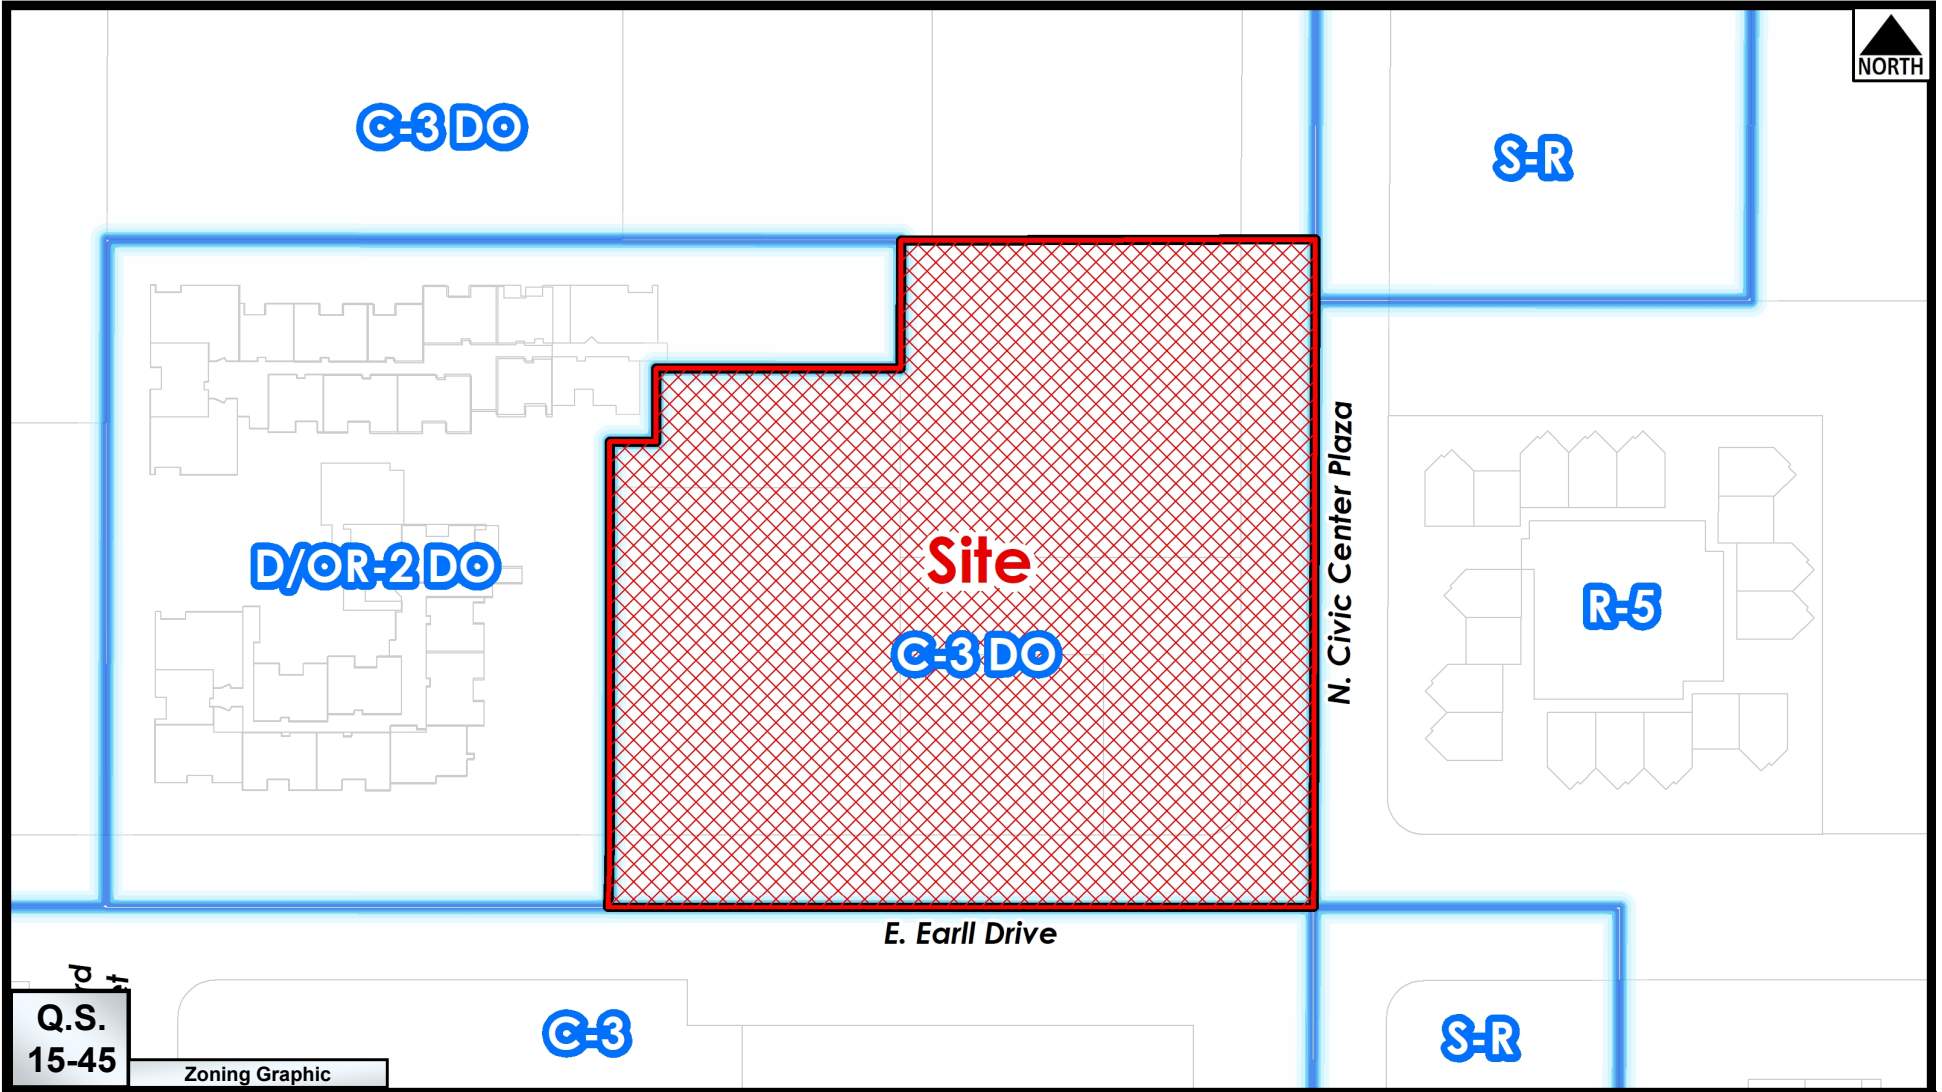 NORTH
C-3 DO
S-R
N. Civic Center Plaza
Site
D/OR-2 DO
R-5
C-3 DO
E. Earll Drive
Q.S.
15-45
C-3
S-R
Zoning Graphic